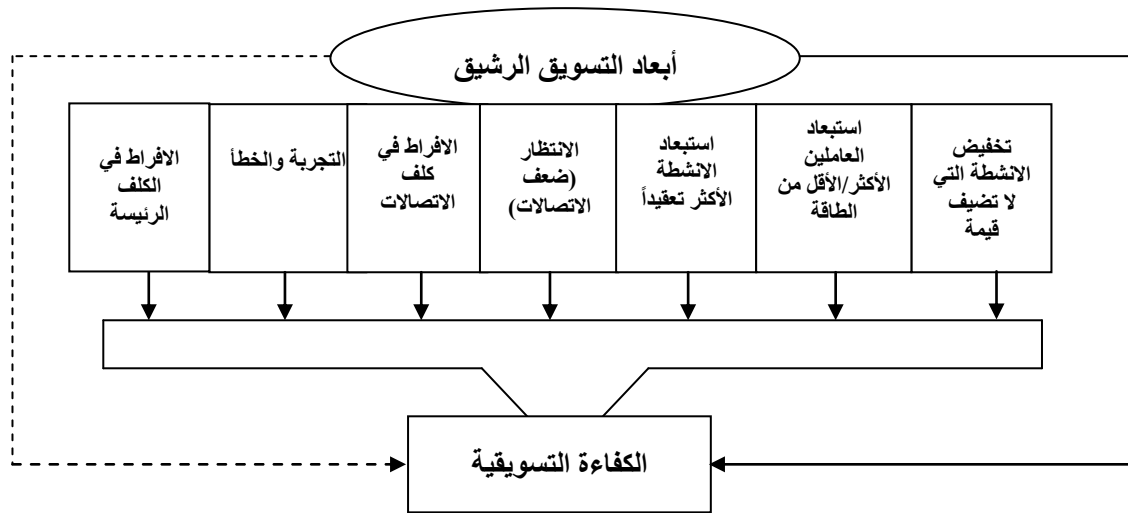 أبعاد التسويق الرشيق
تخفيض
الانشطة التي
لا تضيف
قيمة
استبعاد
العاملين
الأكثر/الأقل من
الطاقة
استبعاد
الانشطة
الأكثر تعقيداً
الانتظار
(ضعف
الاتصالات)
الافراط في
كلف
الاتصالات
التجربة والخطأ
الافراط في
الكلف
الرئيسة
الكفاءة التسويقية